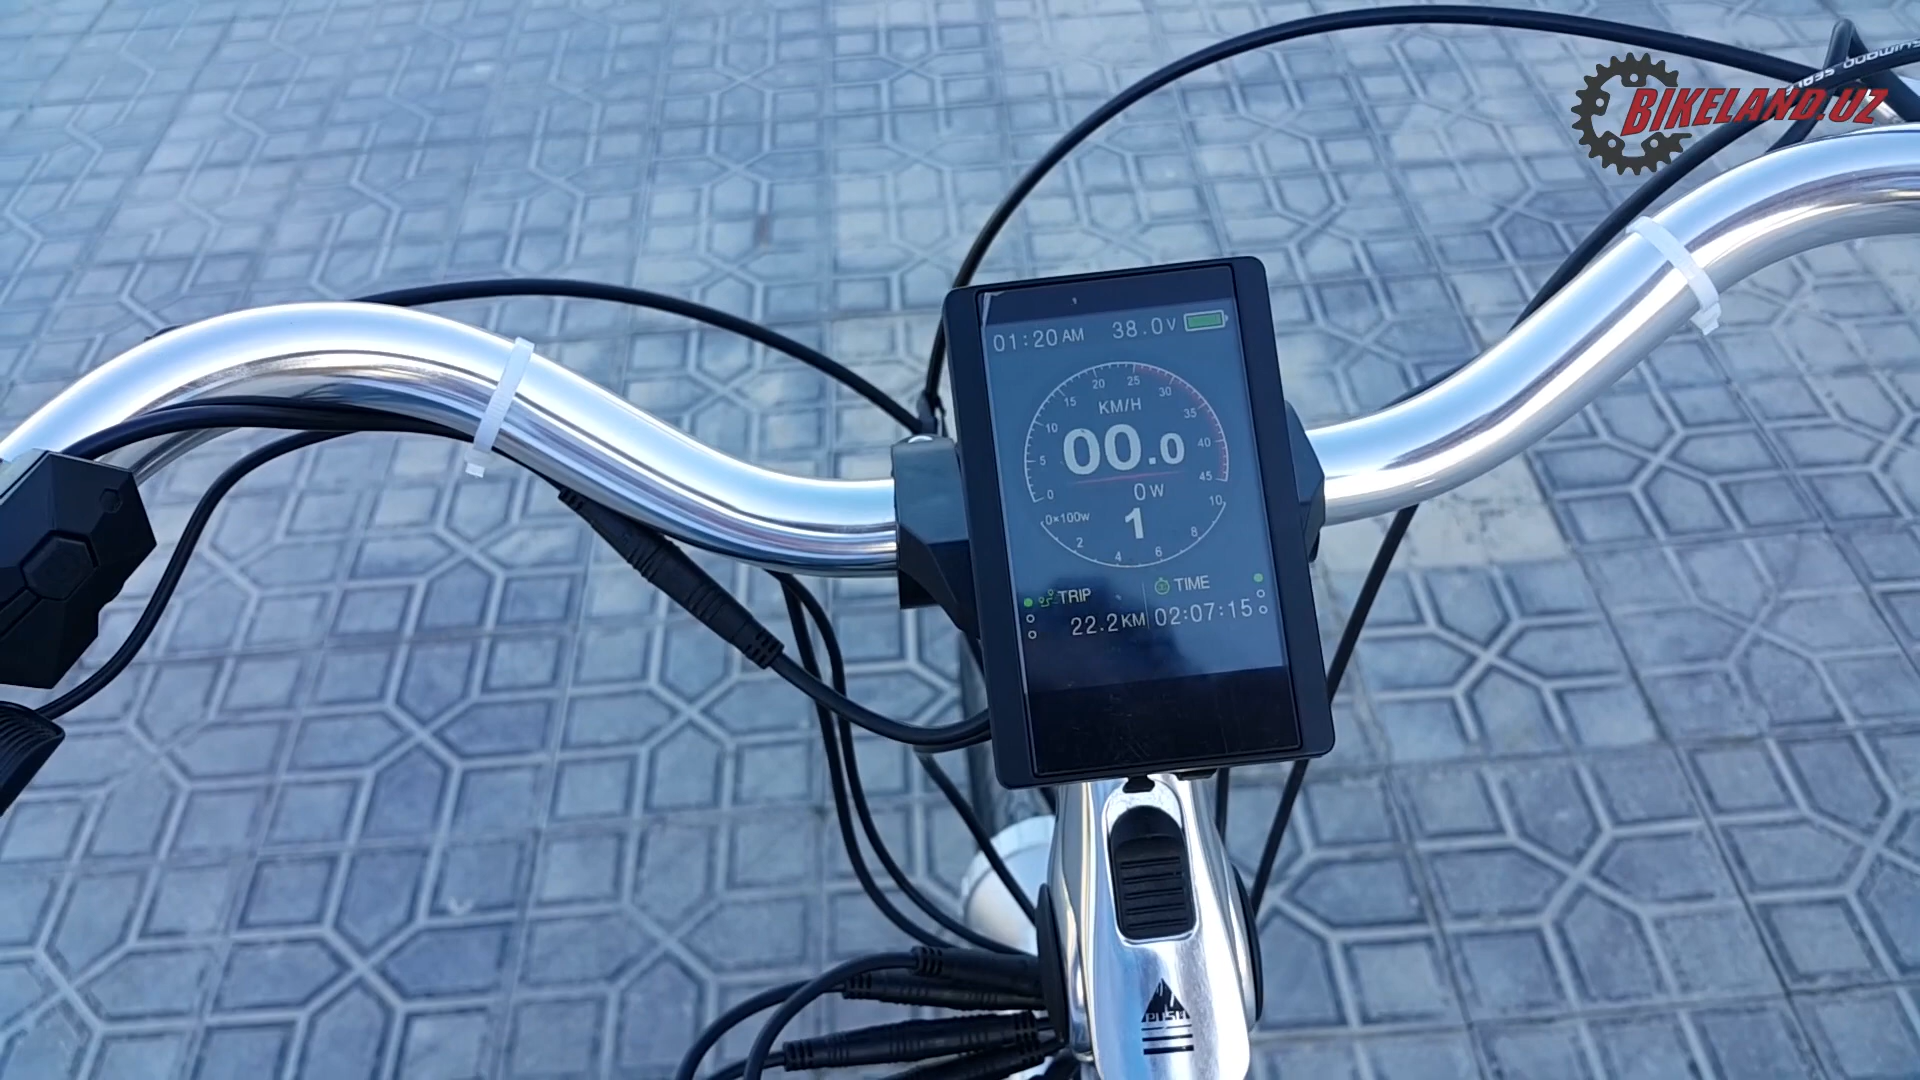 SHIMANO
BIKELAND.UZ
01:20 AM 38.0V
0 5 10 15 20 25 30 35 40 45
KM/H
00.0
0W
0×100W 2 4 6 8 10
1
TRIP TIME
22.2KM 02:07:15
PUSH